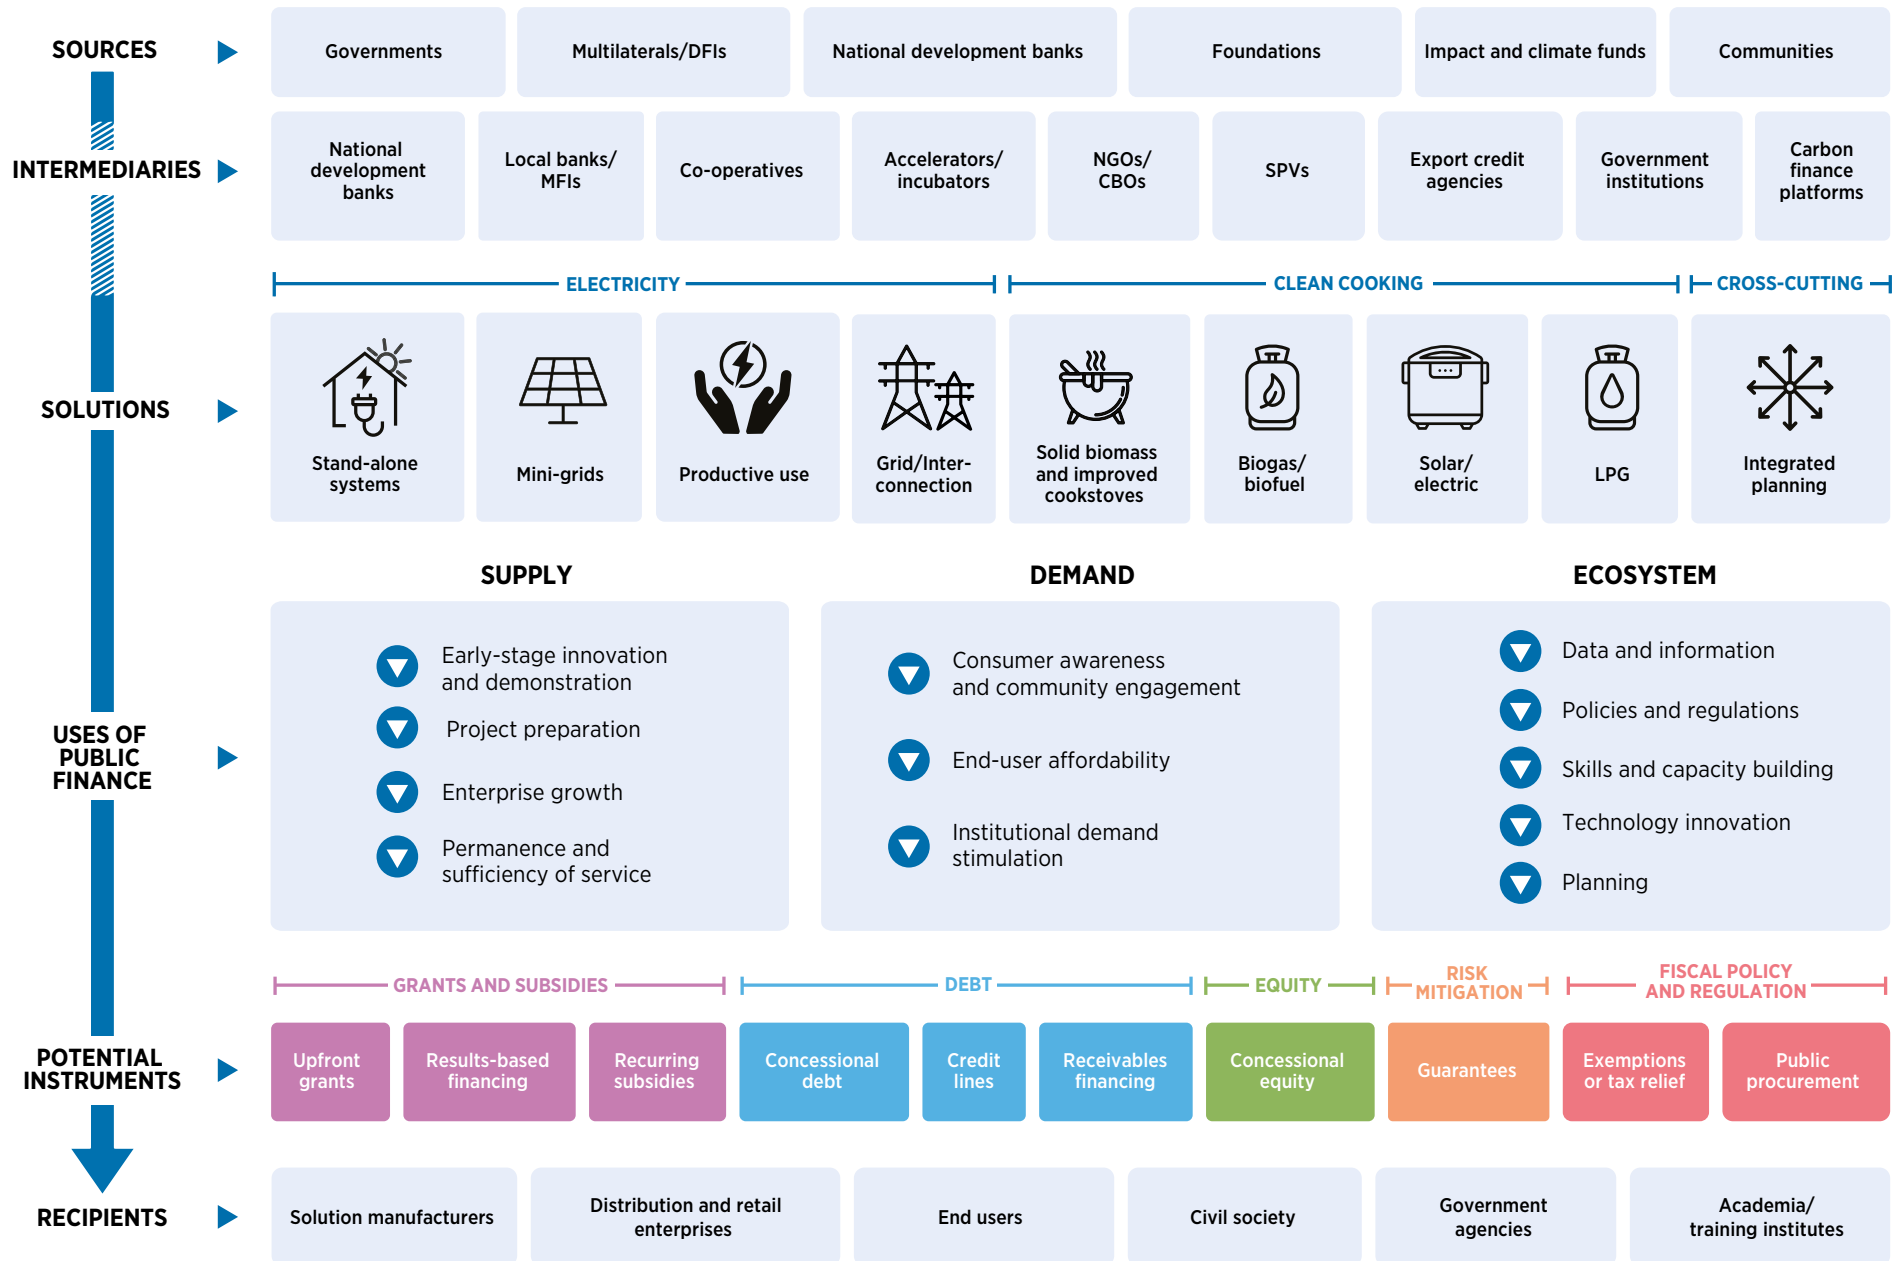 SOURCES
Governments
Multilaterals/DFIs
National development banks
Foundations
Impact and climate funds
Communities
INTERMEDIARIES
National
development
banks
Local banks/
MFIs
Co-operatives
Accelerators/
incubators
NGOs/
CBOs
SPVs
Export credit
agencies
Government
institutions
Carbon
finance
platforms
ELECTRICITY
CLEAN COOKING
CROSS-CUTTING
SOLUTIONS
Stand-alone
systems
Mini-grids
Productive use
Grid/Inter-
connection
Solid biomass
and improved
cookstoves
Biogas/
biofuel
Solar/
electric
LPG
Integrated
planning
USES OF
PUBLIC
FINANCE
SUPPLY
Early-stage innovation
and demonstration
Project preparation
Enterprise growth
Permanence and
sufficiency of service
DEMAND
Consumer awareness
and community engagement
End-user affordability
Institutional demand
stimulation
ECOSYSTEM
Data and information
Policies and regulations
Skills and capacity building
Technology innovation
Planning
GRANTS AND SUBSIDIES
DEBT
EQUITY
RISK
MITIGATION
FISCAL POLICY
AND REGULATION
POTENTIAL
INSTRUMENTS
Upfront
grants
Results-based
financing
Recurring
subsidies
Concessional
debt
Credit
lines
Receivables
financing
Concessional
equity
Guarantees
Exemptions
or tax relief
Public
procurement
RECIPIENTS
Solution manufacturers
Distribution and retail
enterprises
End users
Civil society
Government
agencies
Academia/
training institutes